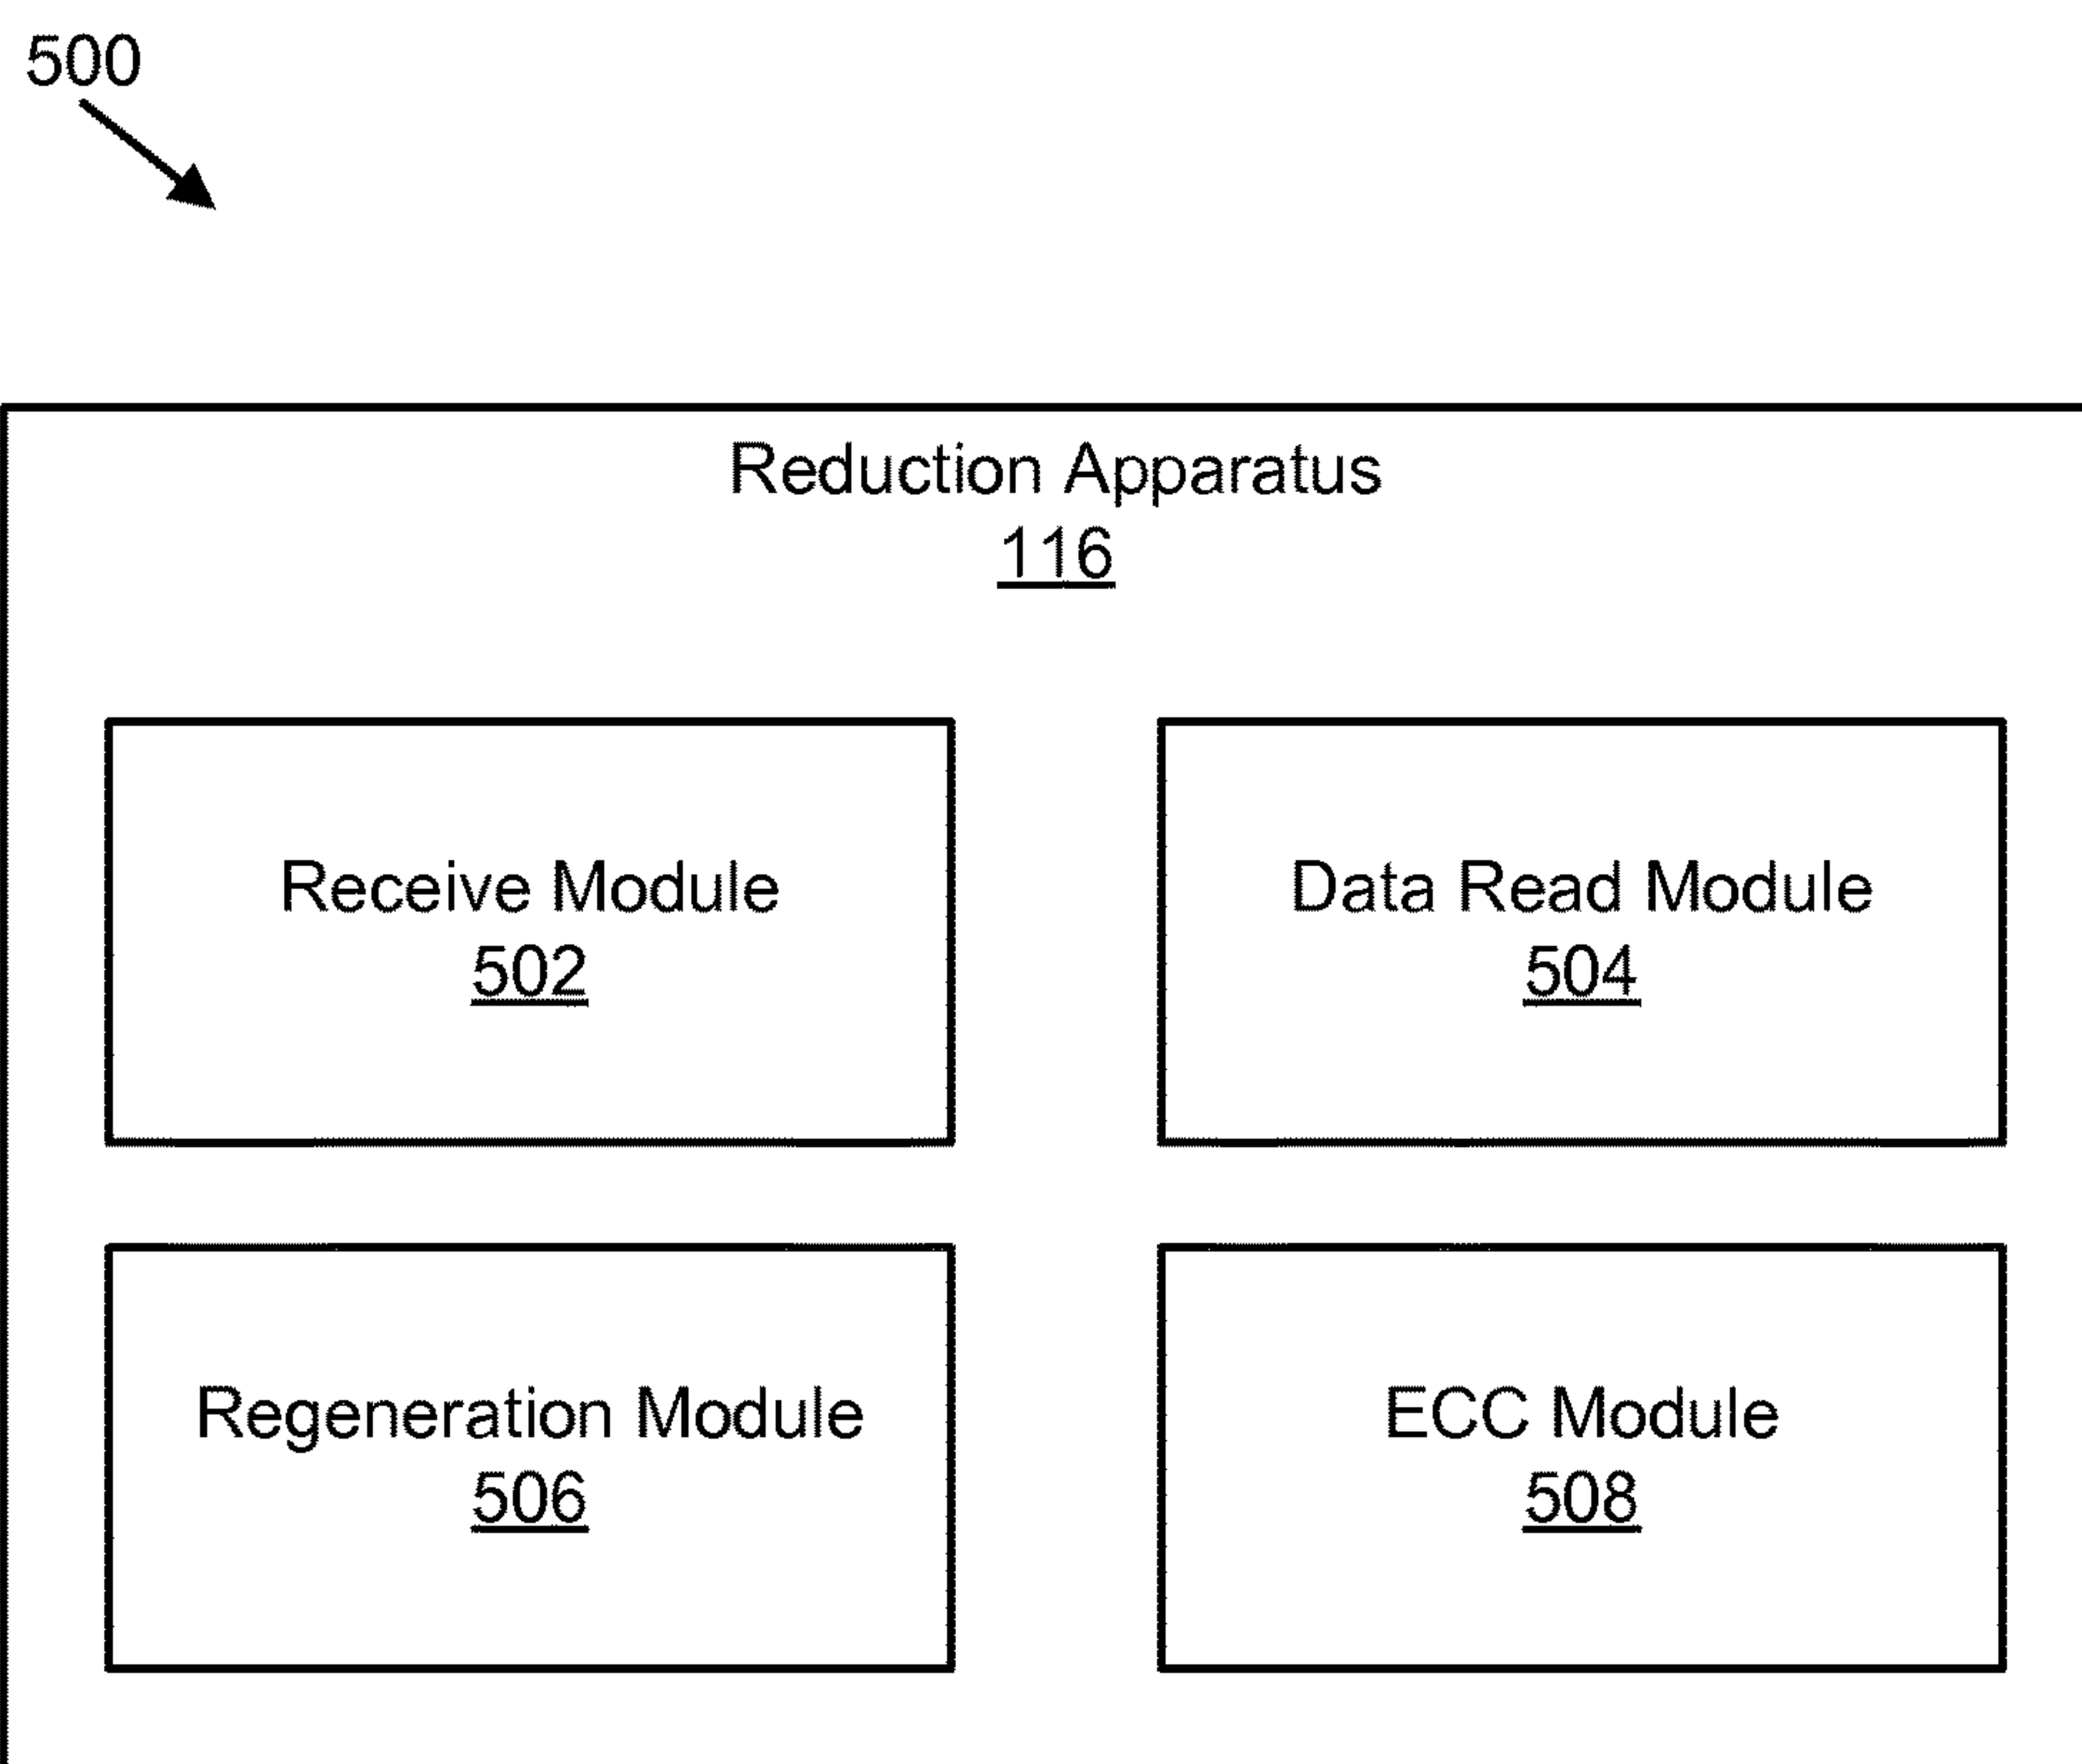 500
Reduction Apparatus
116
Receive Module
502
Data Read Module
504
Regeneration Module
506
ECC Module
508